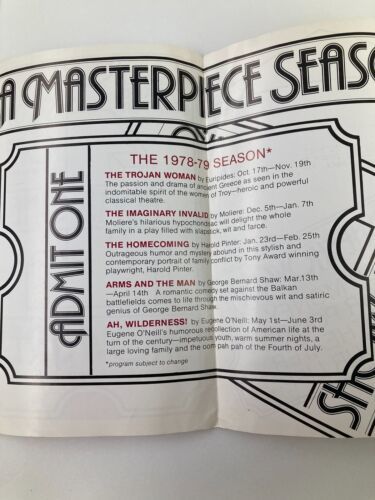 A MASTERPIECE SEASO
ADMIT ONE
THE 1978-79 SEASON*
THE TROJAN WOMAN by Euripides: Oct. 17th—Nov. 19th
The passion and drama of ancient Greece as seen in the
indomitable spirit of the women of Troy—heroic and powerful
classical theatre.
THE IMAGINARY INVALID by Moliere: Dec. 5th—Jan. 7th
Moliere's hilarious hypochondriac will delight the whole
family in a play filled with slapstick, wit and farce.
THE HOMECOMING by Harold Pinter: Jan. 23rd—Feb. 25th
Outrageous humor and mystery abound in this stylish and
contemporary portrait of family conflict by Tony Award winning
playwright, Harold Pinter.
ARMS AND THE MAN by George Bernard Shaw: Mar. 13th
—April 14th A romantic comedy set against the Balkan
battlefields comes to life through the mischievous wit and satiric
genius of George Bernard Shaw.
AH, WILDERNESS! by Eugene O'Neill: May 1st—June 3rd
Eugene O'Neill's humorous recollection of American life at the
turn of the century—impetuous youth, warm summer nights, a
large loving family and the oom pah pah of the Fourth of July.
*program subject to change